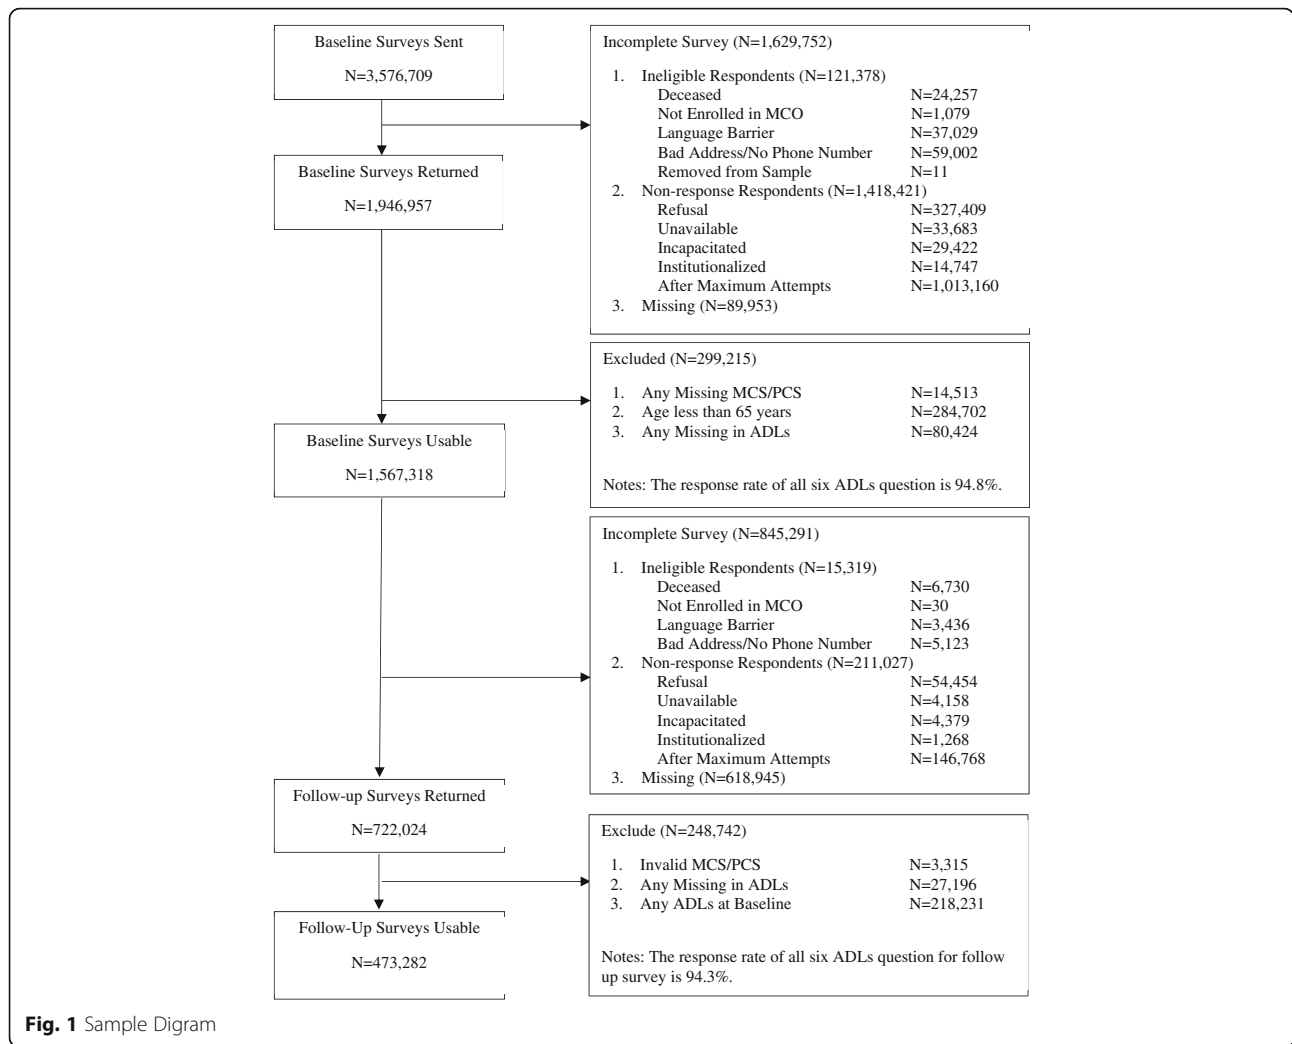 Baseline Surveys Sent
N=3,576,709
Incomplete Survey (N=1,629,752)
1. Ineligible Respondents (N=121,378)
Deceased N=24,257
Not Enrolled in MCO N=1,079
Language Barrier N=37,029
Bad Address/No Phone Number N=59,002
Removed from Sample N=11
2. Non-response Respondents (N=1,418,421)
Refusal N=327,409
Unavailable N=33,683
Incapacitated N=29,422
Institutionalized N=14,747
After Maximum Attempts N=1,013,160
3. Missing (N=89,953)
Baseline Surveys Returned
N=1,946,957
Excluded (N=299,215)
1. Any Missing MCS/PCS N=14,513
2. Age less than 65 years N=284,702
3. Any Missing in ADLs N=80,424
Notes: The response rate of all six ADLs question is 94.8%.
Baseline Surveys Usable
N=1,567,318
Incomplete Survey (N=845,291)
1. Ineligible Respondents (N=15,319)
Deceased N=6,730
Not Enrolled in MCO N=30
Language Barrier N=3,436
Bad Address/No Phone Number N=5,123
2. Non-response Respondents (N=211,027)
Refusal N=54,454
Unavailable N=4,158
Incapacitated N=4,379
Institutionalized N=1,268
After Maximum Attempts N=146,768
3. Missing (N=618,945)
Follow-up Surveys Returned
N=722,024
Exclude (N=248,742)
1. Invalid MCS/PCS N=3,315
2. Any Missing in ADLs N=27,196
3. Any ADLs at Baseline N=218,231
Notes: The response rate of all six ADLs question for follow
up survey is 94.3%.
Follow-Up Surveys Usable
N=473,282
Fig. 1 Sample Digram